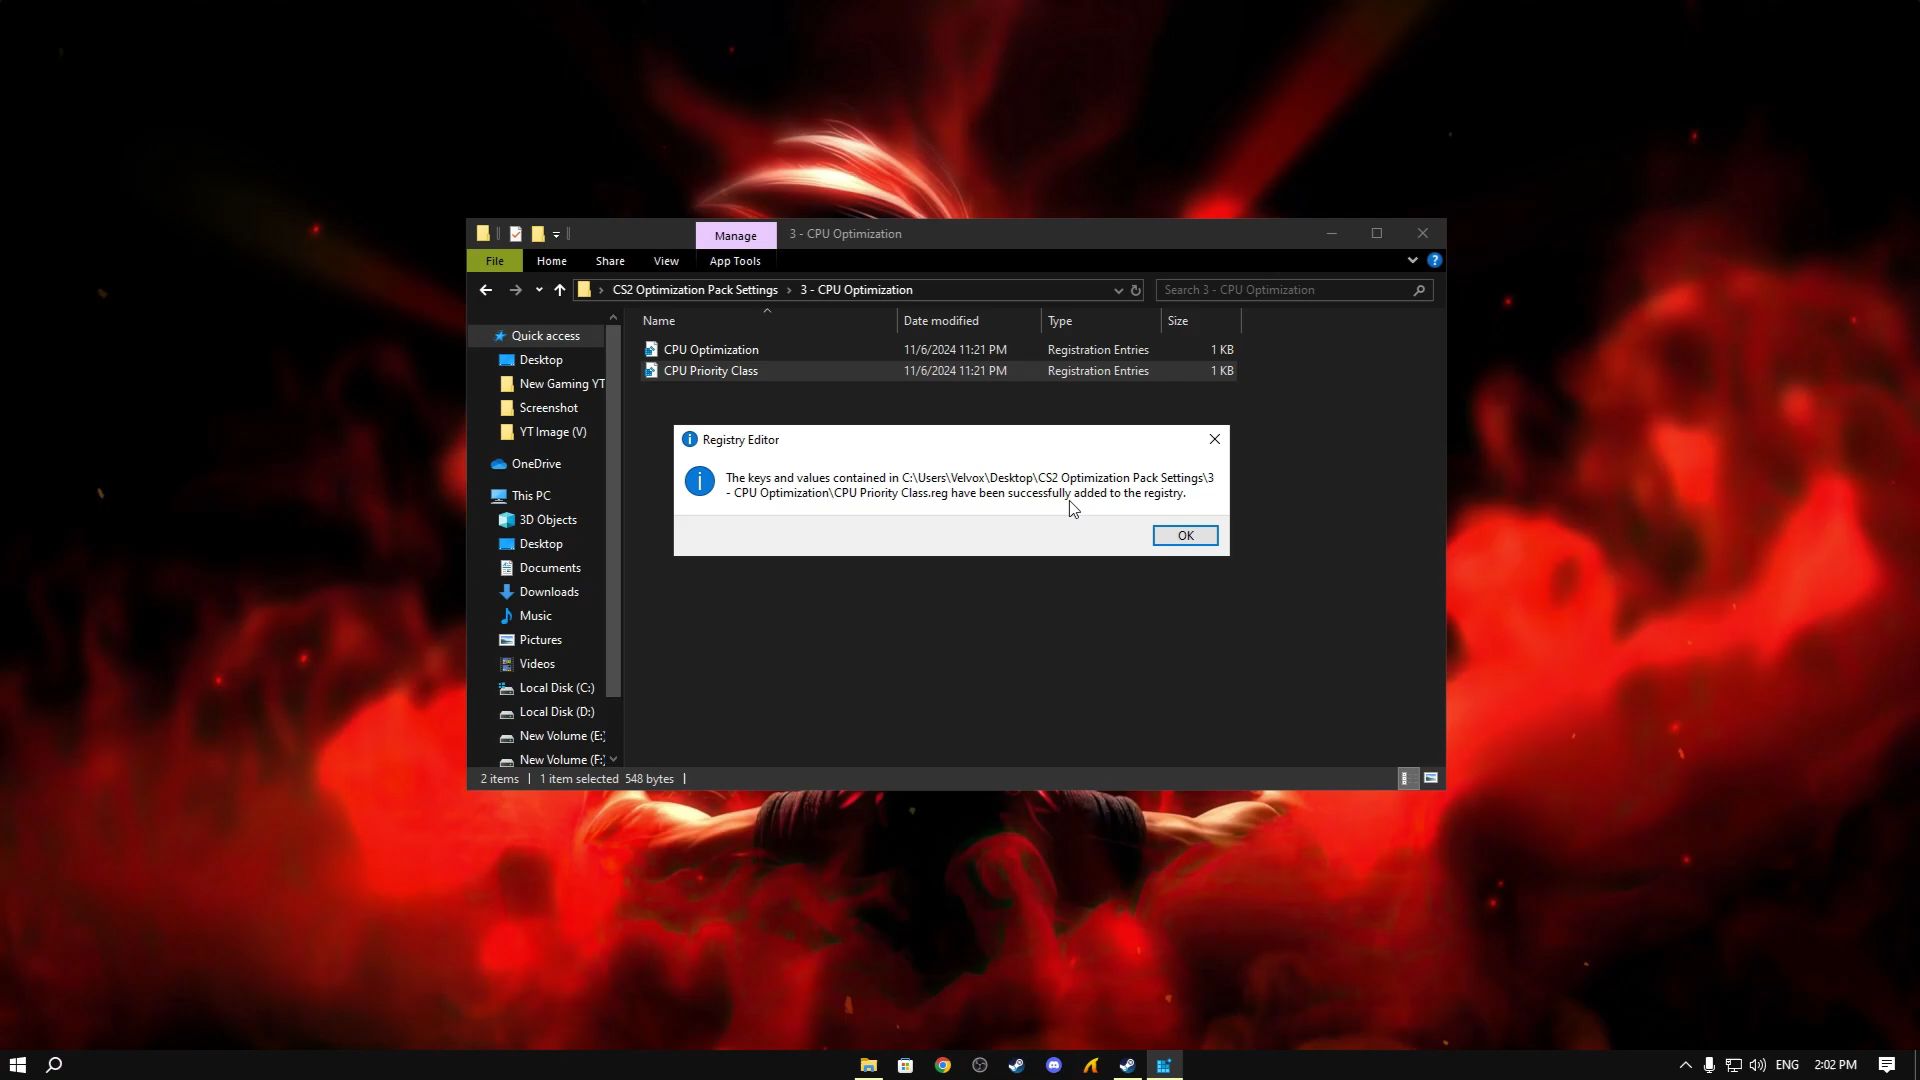 Manage
3 - CPU Optimization
File
Home
Share
View
App Tools
CS2 Optimization Pack Settings
3 - CPU Optimization
Search 3 - CPU Optimization
Name
Date modified
Type
Size
CPU Optimization
11/6/2024 11:21 PM
Registration Entries
1 KB
CPU Priority Class
11/6/2024 11:21 PM
Registration Entries
1 KB
Quick access
Desktop
New Gaming YT
Screenshot
YT Image (V)
OneDrive
This PC
3D Objects
Desktop
Documents
Downloads
Music
Pictures
Videos
Local Disk (C:)
Local Disk (D:)
New Volume (E:)
New Volume (F:)
Registry Editor
The keys and values contained in C:\Users\Velvox\Desktop\CS2 Optimization Pack Settings\3
- CPU Optimization\CPU Priority Class.reg have been successfully added to the registry.
OK
2 items
1 item selected 548 bytes
ENG
2:02 PM